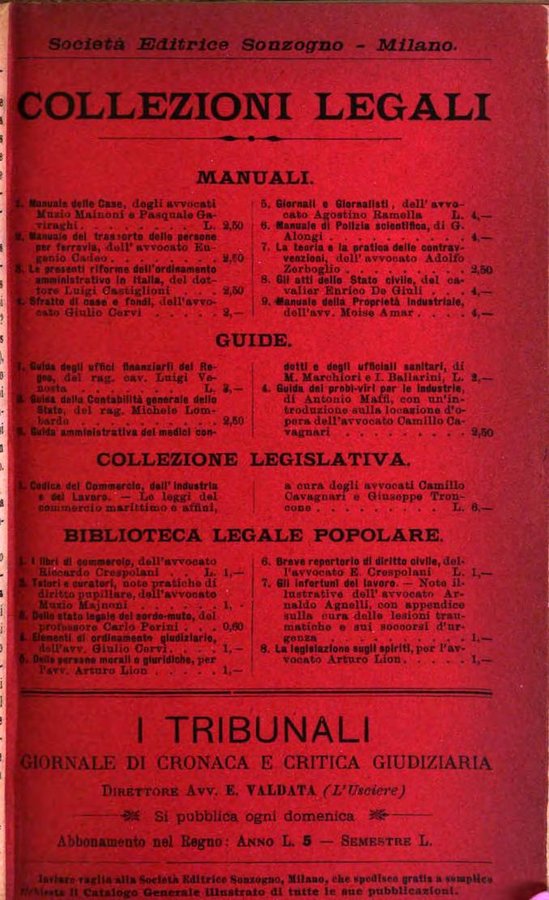 Società Editrice Sonzogno - Milano.
COLLEZIONI LEGALI
MANUALI.
1. Manuale delle Case, degli avvocati
Muzio Mainoni e Pasquale Ga-
viraghi . . . . . . . . L. 2,50
2. Manuale del trasporto delle persone
per ferrovia, dell'avvocato Eu-
genio Cadeo. . . . . . . 2,50
3. Le presenti riforme dell'ordinamento
amministrativo in Italia, del dot-
tore Luigi Castiglioni . . . 2,50
4. Sfratto di case e fondi, dell'avvo-
cato Giulio Cervi . . . . . 2,—
5. Giornali e Giornalisti, dell'avvo-
cato Agostino Ramella L. 4,—
6. Manuale di Polizia scientifica, di G.
Alongi . . . . . . . . . . 4,—
7. La teoria e la pratica delle contrav-
venzioni, dell'avvocato Adolfo
Zerboglio . . . . . . . . . 2,50
8. Gli atti dello Stato civile, del ca-
valier Enrico De Giuli . . 4,—
9. Manuale della Proprietà Industriale,
dell'avv. Moise Amar . . . 4,—
GUIDE.
1. Guida degli uffici finanziarii del Re-
gno, del rag. cav. Luigi Ve-
nosta . . . . . . . . L. 3,—
2. Guida della Contabilità generale dello
Stato, del rag. Michele Lom-
bardo . . . . . . . . . . 2,50
3. Guida amministrativa dei medici con-
dotti e degli ufficiali sanitari, di
M. Marchiori e I. Ballarini, L. 2,—
4. Guida dei probi-viri per le industrie,
di Antonio Maffi, con un'in-
troduzione sulla locazione d'o-
pera dell'avvocato Camillo Ca-
vagnari . . . . . . . . . . 2,50
COLLEZIONE LEGISLATIVA.
1. Codice del Commercio, dell'Industria
e del Lavoro. — Le leggi del
commercio marittimo e affini,
a cura degli avvocati Camillo
Cavagnari e Giuseppe Tron-
cone . . . . . . . . . . L. 6,—
BIBLIOTECA LEGALE POPOLARE.
1. I libri di commercio, dell'avvocato
Riccardo Crespolani . . . L. 1,—
2. Tutori e curatori, note pratiche di
diritto pupillare, dell'avvocato
Muzio Majnoni . . . . . . 1, -
3. Dello stato legale del sordo-muto, del
professore Carlo Perini . . 0,60
4. Elementi di ordinamento giudiziario,
dell'avv. Giulio Cervi . . . 1, —
5. Delle persone morali e giuridiche, per
l'avv. Arturo Lion . . . . . 1,—
6. Breve repertorio di diritto civile, del-
l'avvocato E. Crespolani L. 1,—
7. Gli infortuni del lavoro. — Note il-
lustrative dell'avvocato Ar-
naldo Agnelli, con appendice
sulla cura delle lesioni trau-
matiche e sui soccorsi d'ur-
genza . . . . . . . . . . 1,—
8. La legislazione sugli spiriti, per l'av-
vocato Arturo Lion . . . . . 1,—
I TRIBUNALI
GIORNALE DI CRONACA E CRITICA GIUDIZIARIA
DIRETTORE AVV. E. VALDATA (L'Usciere)
Si pubblica ogni domenica
Abbonamento nel Regno: ANNO L. 5 — SEMESTRE L.
Inviare vaglia alla Società Editrice Sonzogno, Milano, che spedisce gratis a semplice
richiesta il Catalogo Generale illustrato di tutte le sue pubblicazioni.